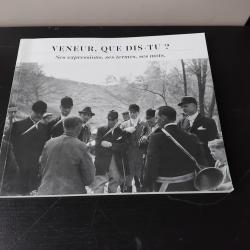 VENEUR, QUE DIS-TU ?
Ses expressions, ses termes, ses mots.